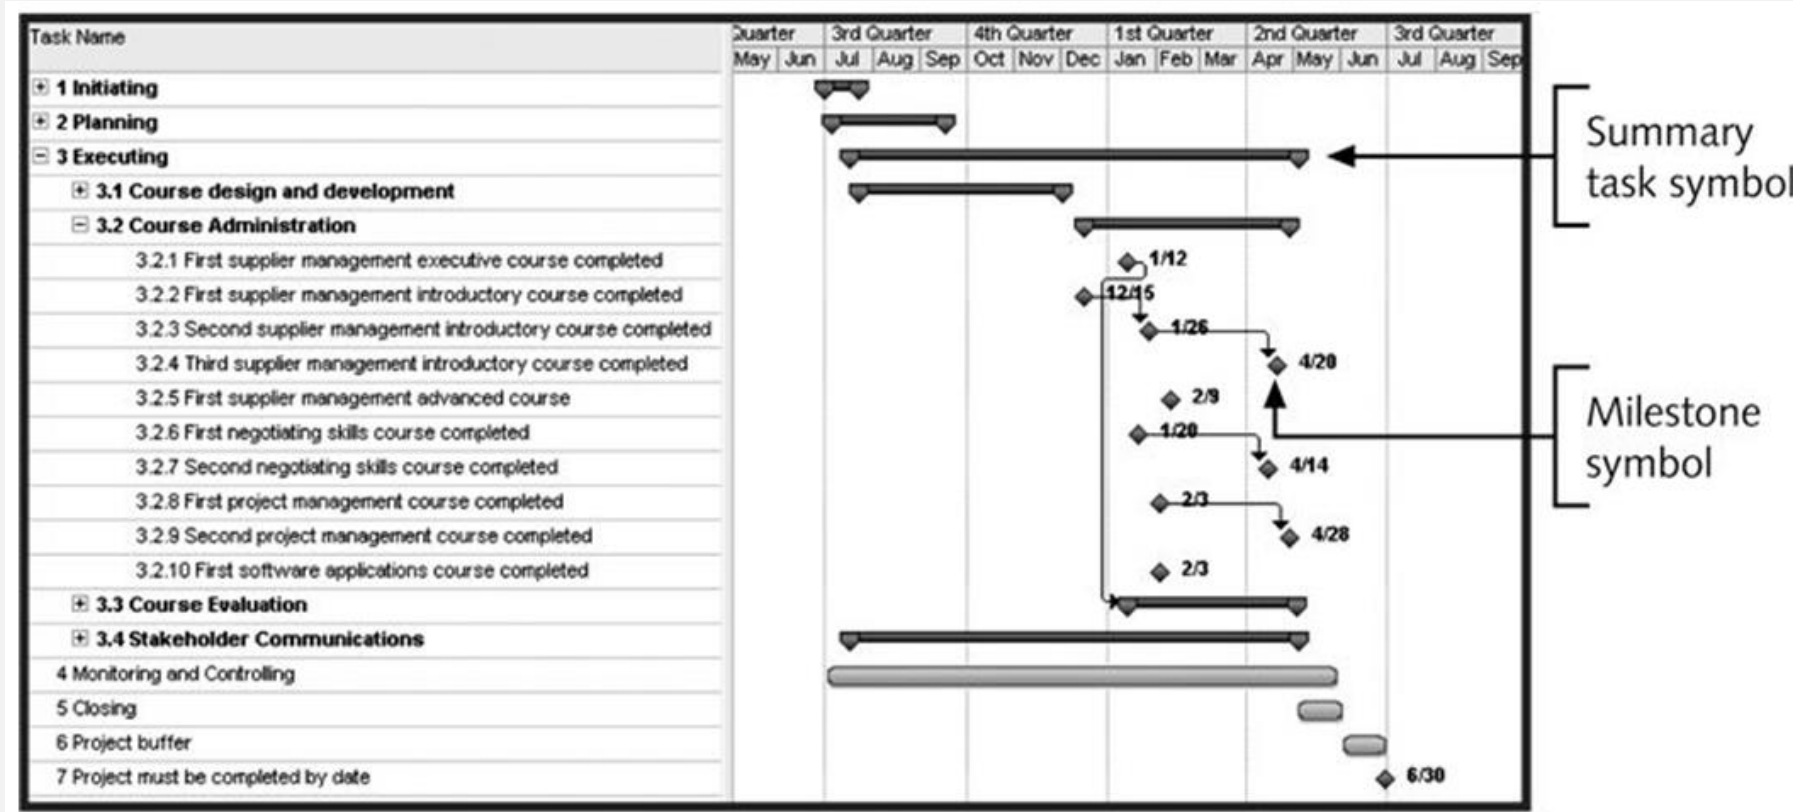 Task Name
Quarter 3rd Quarter 4th Quarter 1st Quarter 2nd Quarter 3rd Quarter
May Jun Jul Aug Sep Oct Nov Dec Jan Feb Mar Apr May Jun Jul Aug Sep
1 Initiating
2 Planning
3 Executing
3.1 Course design and development
3.2 Course Administration
3.2.1 First supplier management executive course completed 1/12
3.2.2 First supplier management introductory course completed 12/15
3.2.3 Second supplier management introductory course completed 1/26
3.2.4 Third supplier management introductory course completed 4/20
3.2.5 First supplier management advanced course 2/9
3.2.6 First negotiating skills course completed 1/20
3.2.7 Second negotiating skills course completed 4/14
3.2.8 First project management course completed 2/3
3.2.9 Second project management course completed 4/28
3.2.10 First software applications course completed 2/3
3.3 Course Evaluation
3.4 Stakeholder Communications
4 Monitoring and Controlling
5 Closing
6 Project buffer
7 Project must be completed by date 6/30
Summary
task symbol
Milestone
symbol